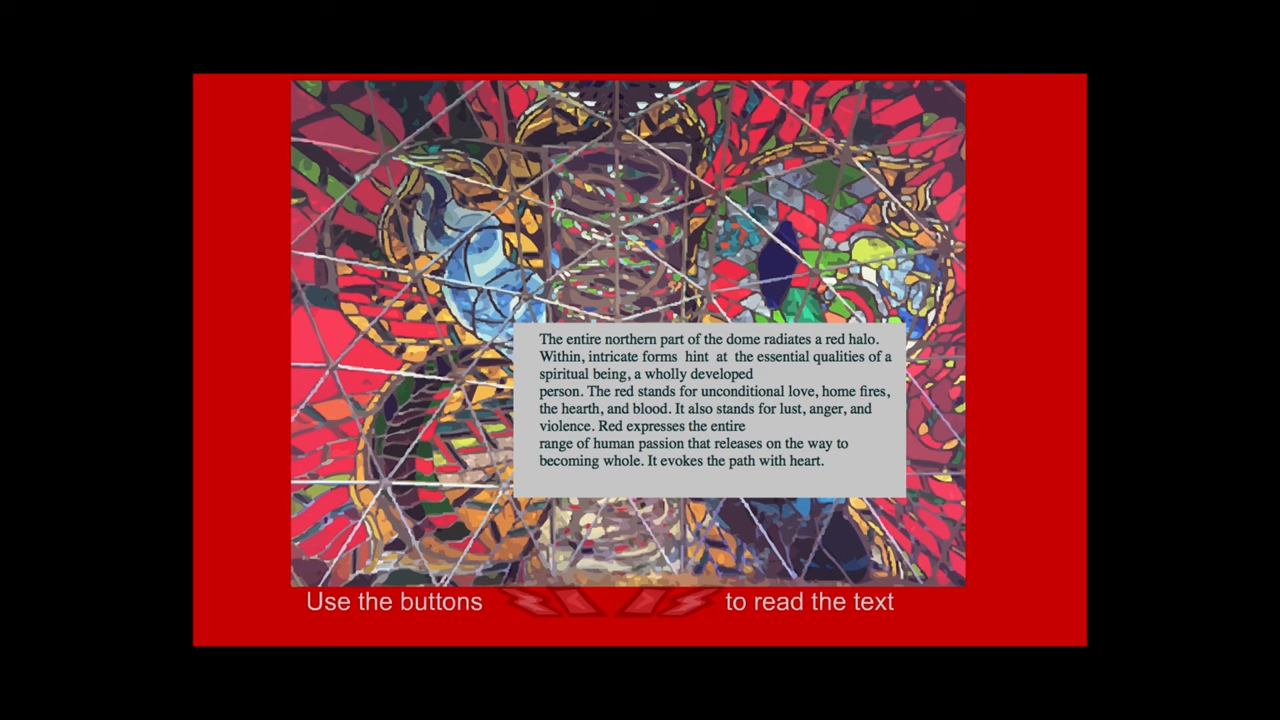 The entire northern part of the dome radiates a red halo.
Within, intricate forms hint at the essential qualities of a
spiritual being, a wholly developed
person. The red stands for unconditional love, home fires,
the hearth, and blood. It also stands for lust, anger, and
violence. Red expresses the entire
range of human passion that releases on the way to
becoming whole. It evokes the path with heart.
Use the buttons to read the text